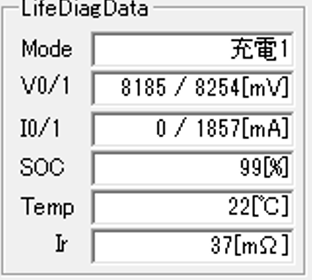 LifeDiagData
Mode 充電1
V0/1 8185 / 8254[mV]
I0/1 0 / 1857[mA]
SOC 99[%]
Temp 22[℃]
Ir 37[mΩ]